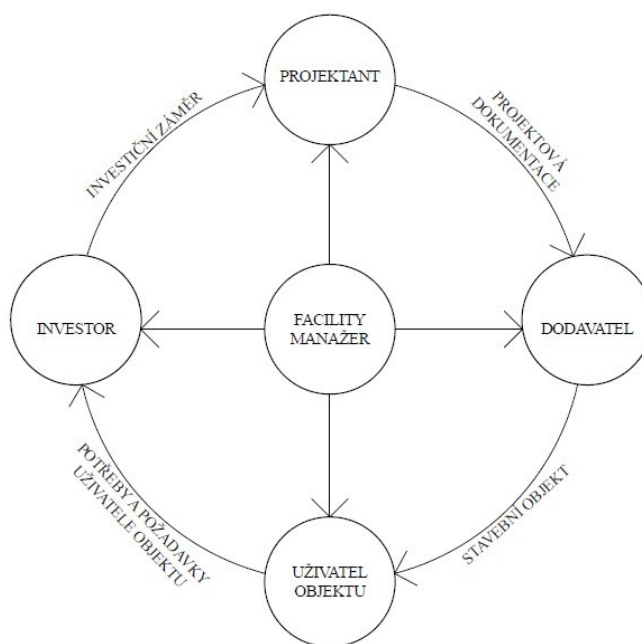 PROJEKTANT
INVESTIČNÍ ZÁMĚR
PROJEKTOVÁ
DOKUMENTACE
INVESTOR
FACILITY
MANAŽER
DODAVATEL
POTŘEBY A POŽADAVKY
UŽIVATELE OBJEKTU
STAVEBNÍ OBJEKT
UŽIVATEL
OBJEKTU